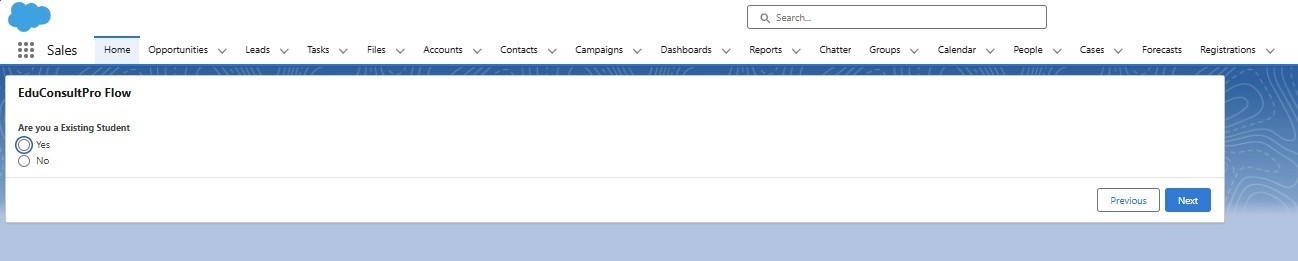 Search...
Sales Home Opportunities Leads Tasks Files Accounts Contacts Campaigns Dashboards Reports Chatter Groups Calendar People Cases Forecasts Registrations
EduConsultPro Flow
Are you a Existing Student
Yes
No
Previous Next